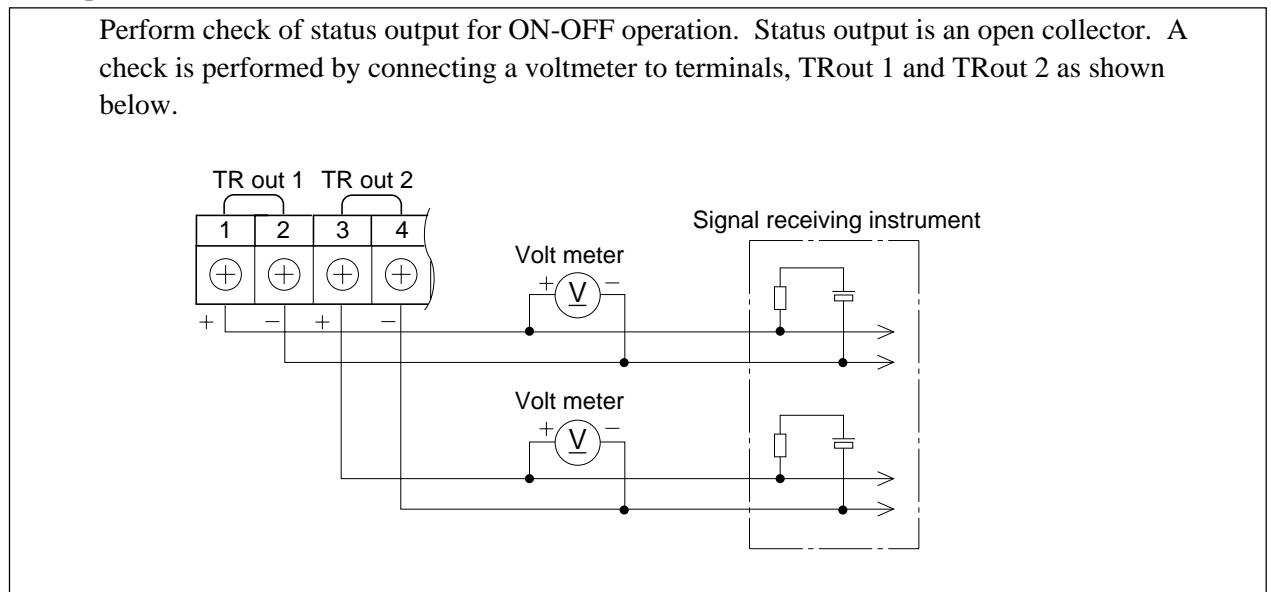 Perform check of status output for ON-OFF operation.  Status output is an open collector.  A
check is performed by connecting a voltmeter to terminals, TRout 1 and TRout 2 as shown
below.
TR out 1 TR out 2
1 2 3 4
Signal receiving instrument
Volt meter
+ V −
+ − + −
Volt meter
+ V −